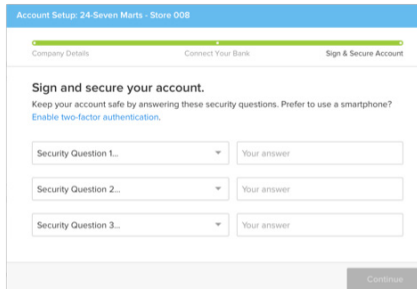 Account Setup: 24-Seven Marts - Store 008
Company Details
Connect Your Bank
Sign & Secure Account
Sign and secure your account.
Keep your account safe by answering these security questions. Prefer to use a smartphone?
Enable two-factor authentication.
Security Question 1...
Your answer
Security Question 2...
Your answer
Security Question 3...
Your answer
Continue